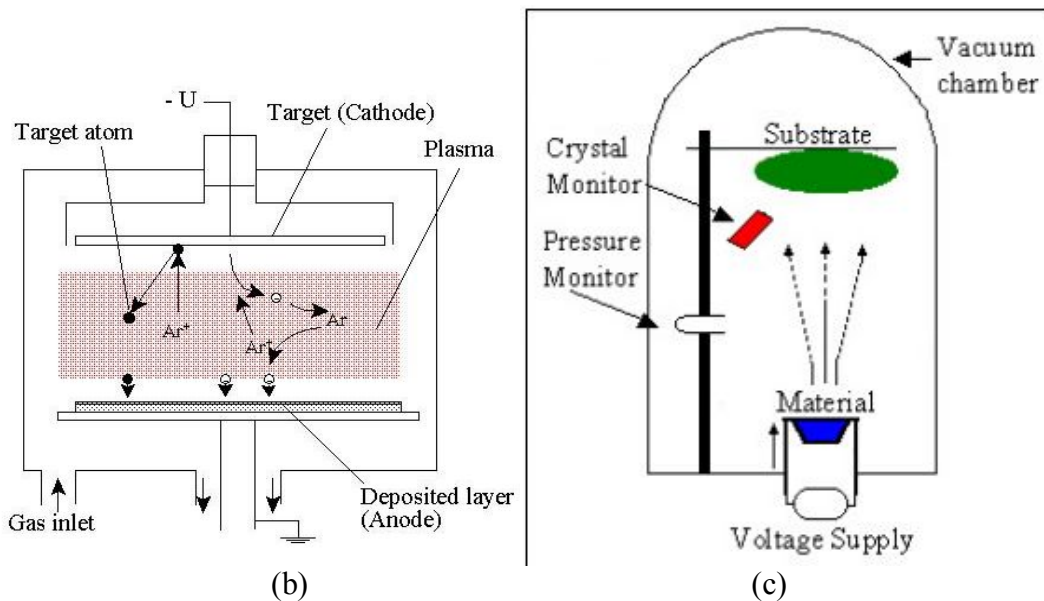 - U
Target (Cathode)
Target atom
Plasma
Ar⁺
Ar⁺
Ar
Deposited layer
(Anode)
Gas inlet
(b)
Vacuum
chamber
Substrate
Crystal
Monitor
Pressure
Monitor
Material
Voltage Supply
(c)